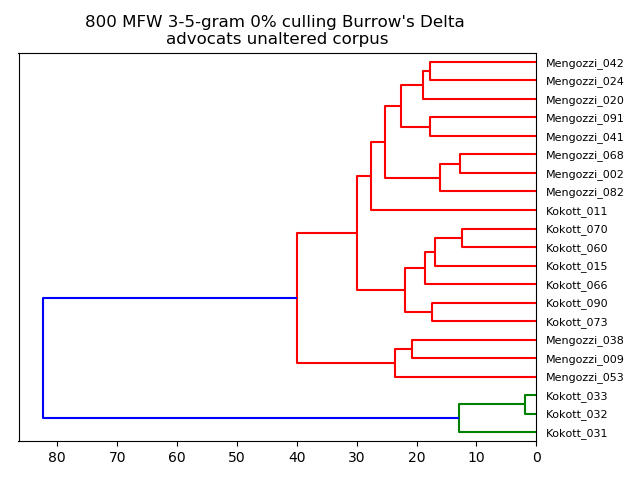 800 MFW 3-5-gram 0% culling Burrow's Delta
advocats unaltered corpus
Mengozzi_042
Mengozzi_024
Mengozzi_020
Mengozzi_091
Mengozzi_041
Mengozzi_068
Mengozzi_002
Mengozzi_082
Kokott_011
Kokott_070
Kokott_060
Kokott_015
Kokott_066
Kokott_090
Kokott_073
Mengozzi_038
Mengozzi_009
Mengozzi_053
Kokott_033
Kokott_032
Kokott_031
80 70 60 50 40 30 20 10 0